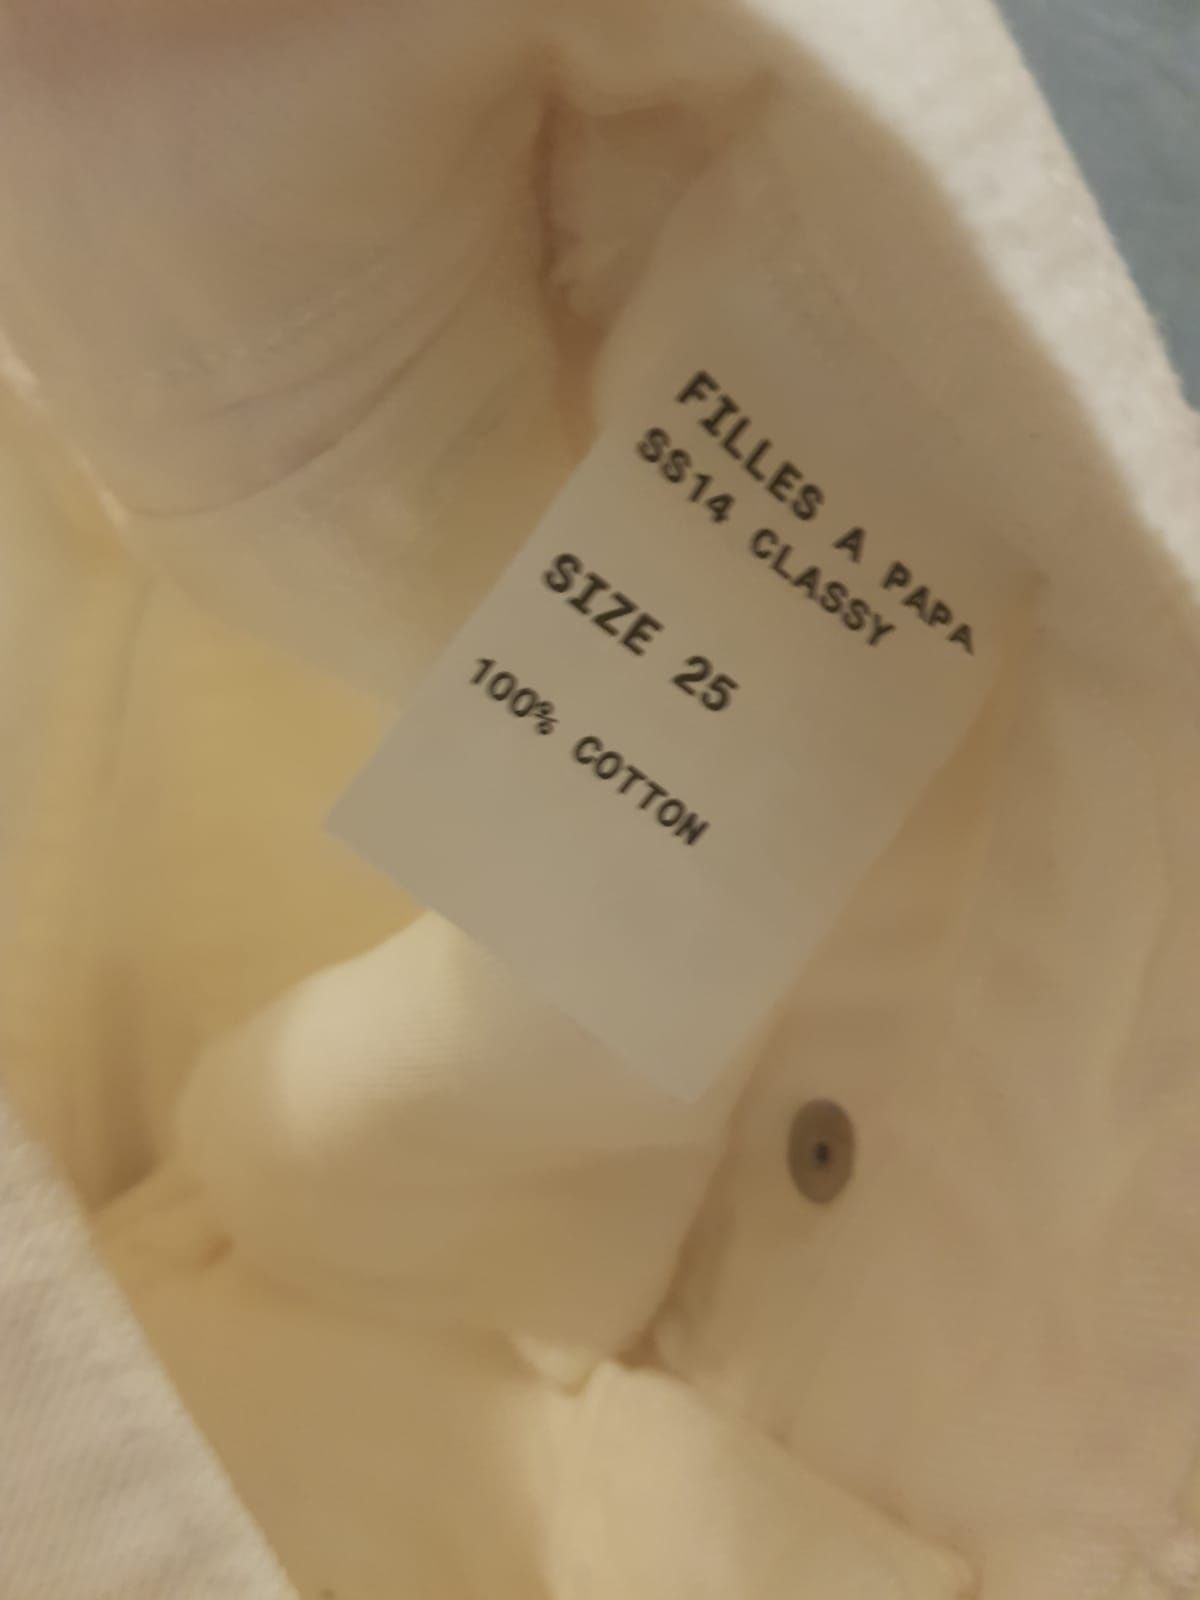 FILLES A PAPA
SS14 CLASSY
SIZE 25
100% COTTON